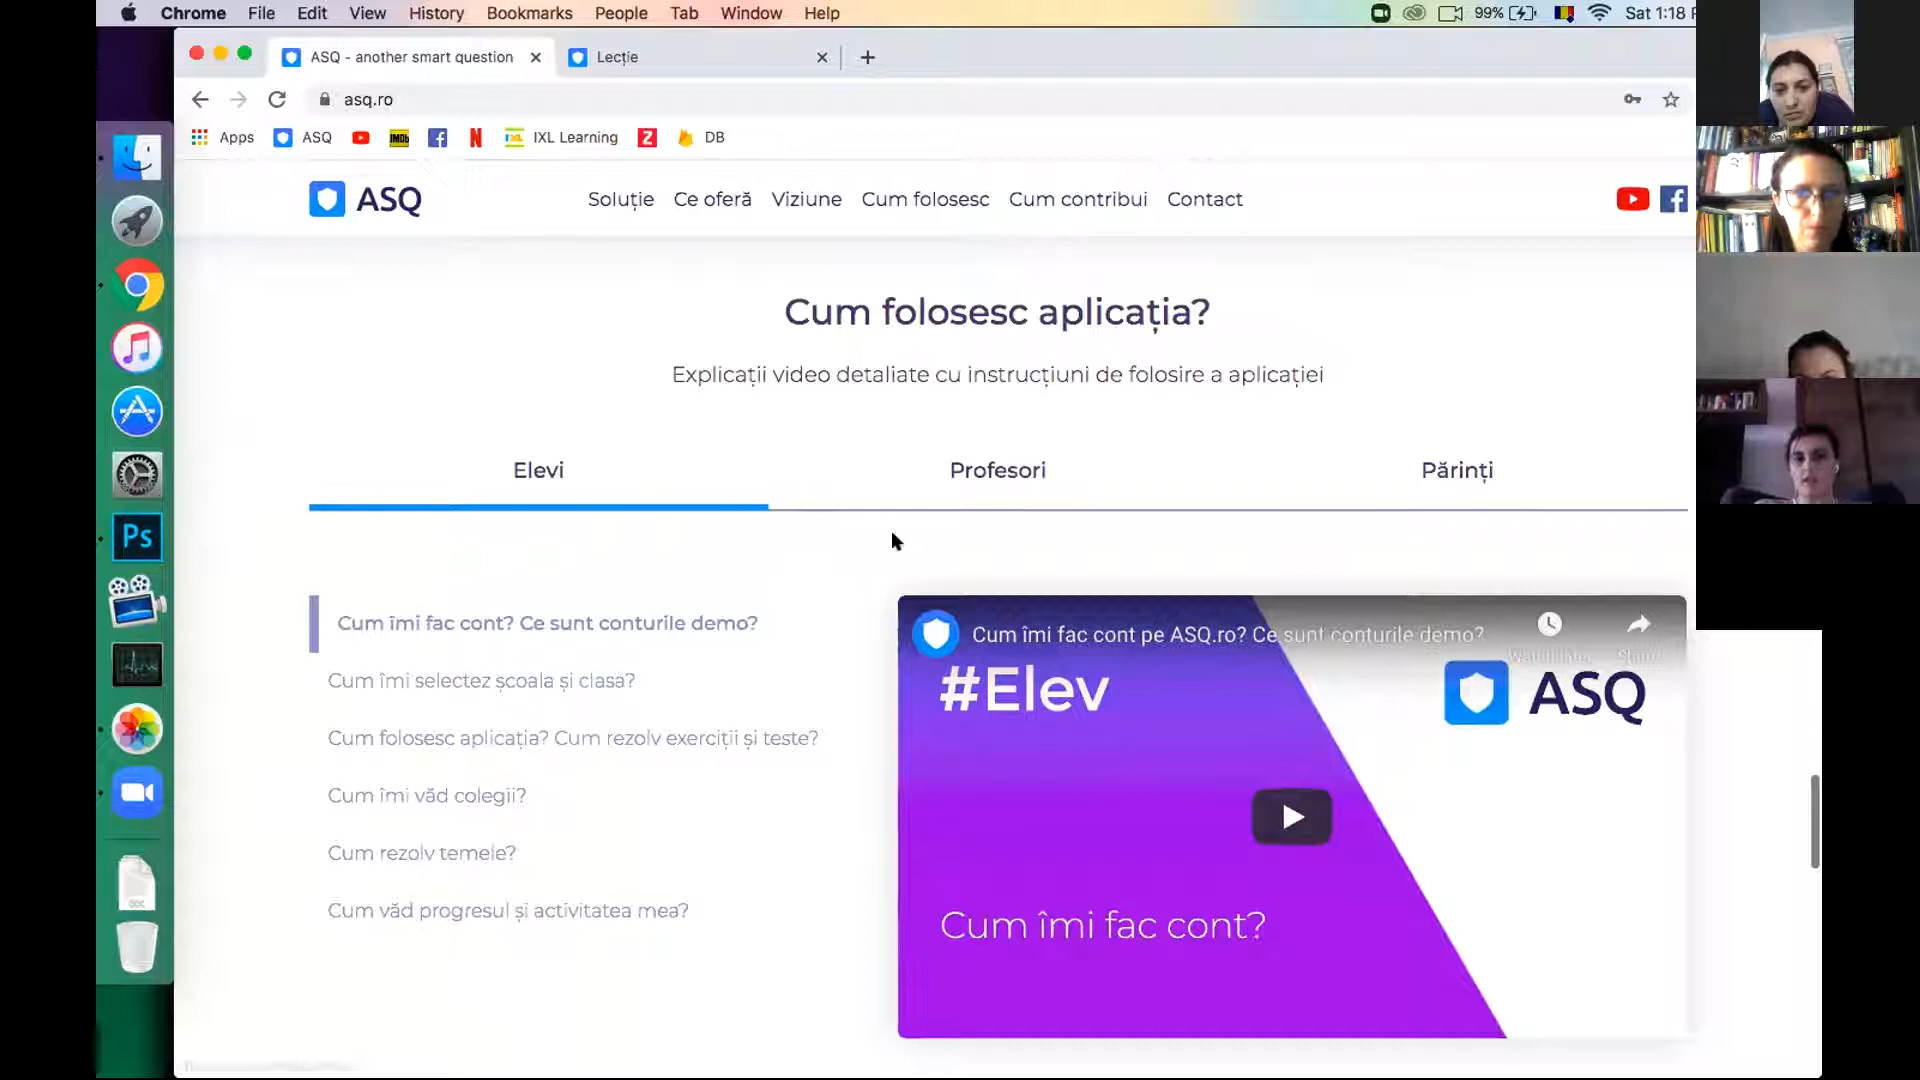 Chrome File Edit View History Bookmarks People Tab Window Help 99% Sat 1:18
ASQ - another smart question Lecție
asq.ro
Apps ASQ IMDb IXL Learning DB
ASQ Soluție Ce oferă Viziune Cum folosesc Cum contribui Contact
Cum folosesc aplicația?
Explicații video detaliate cu instrucțiuni de folosire a aplicației
Elevi Profesori Părinți
Ps
Cum îmi fac cont? Ce sunt conturile demo?
Cum îmi selectez școala și clasa?
Cum folosesc aplicația? Cum rezolv exerciții și teste?
Cum îmi văd colegii?
Cum rezolv temele?
Cum văd progresul și activitatea mea?
Cum îmi fac cont pe ASQ.ro? Ce sunt conturile demo?
#Elev
ASQ
Cum îmi fac cont?